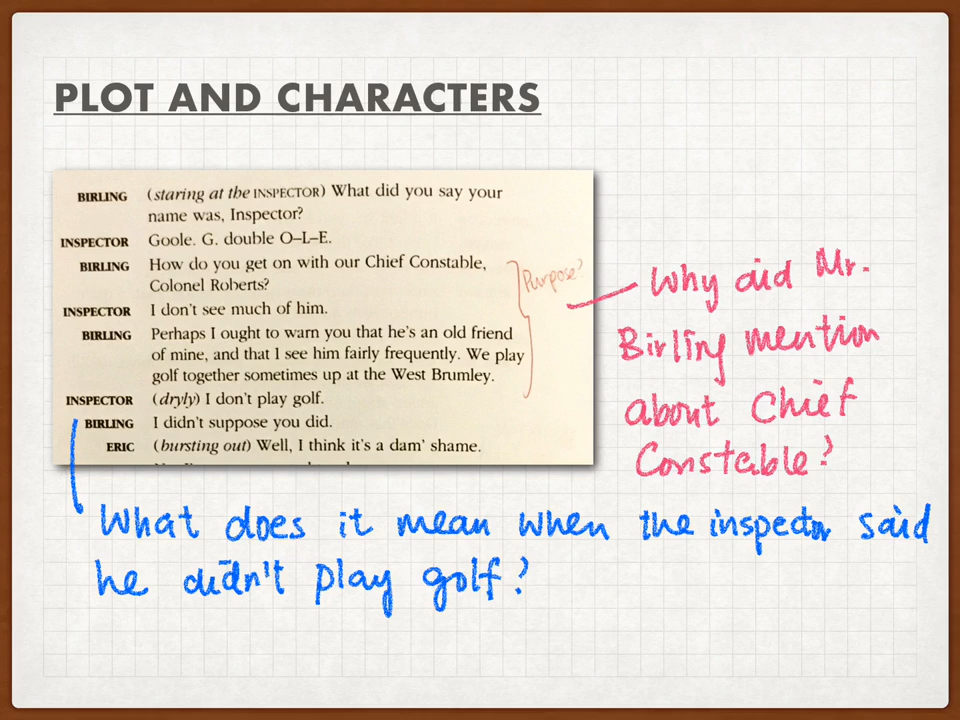 PLOT AND CHARACTERS
BIRLING (staring at the INSPECTOR) What did you say your
name was, Inspector?
INSPECTOR Goole. G. double O–L–E.
BIRLING How do you get on with our Chief Constable,
Colonel Roberts?
INSPECTOR I don't see much of him.
BIRLING Perhaps I ought to warn you that he's an old friend
of mine, and that I see him fairly frequently. We play
golf together sometimes up at the West Brumley.
INSPECTOR (dryly) I don't play golf.
BIRLING I didn't suppose you did.
ERIC (bursting out) Well, I think it's a dam' shame.
Purpose?
Why did Mr.
Birling mention
about Chief
Constable?
What does it mean when the inspector said
he didn't play golf?